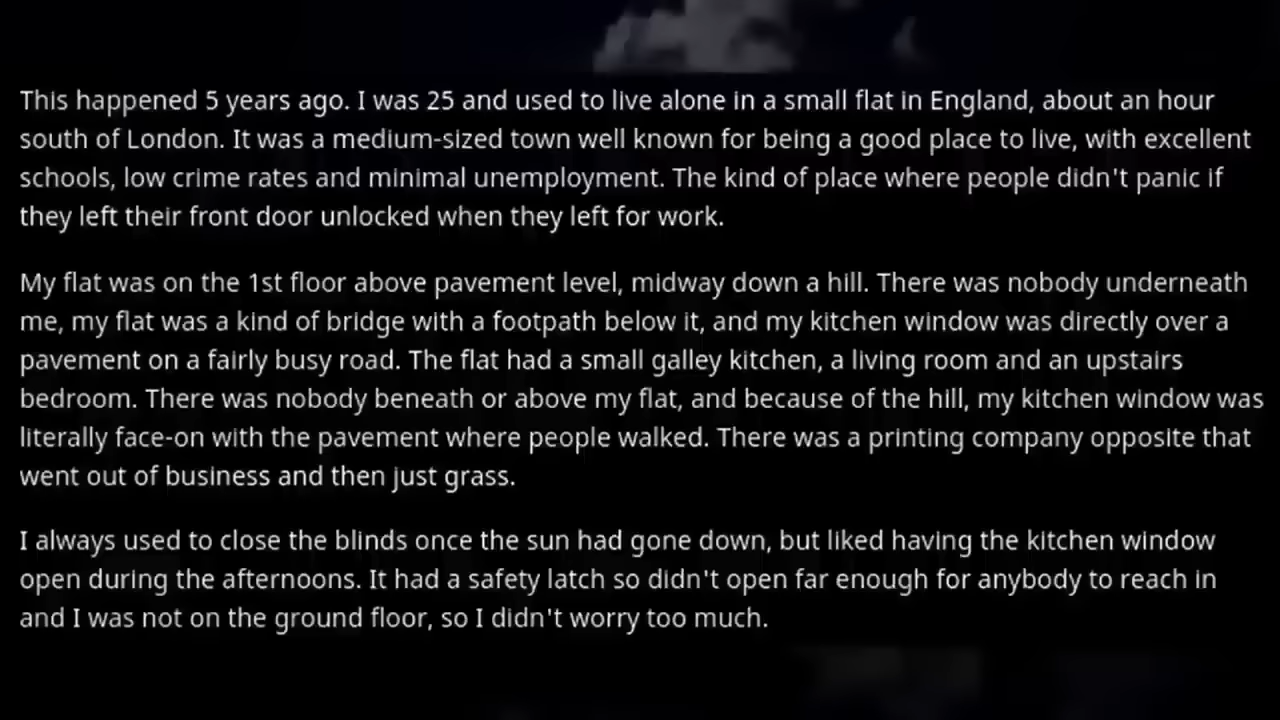 This happened 5 years ago. I was 25 and used to live alone in a small flat in England, about an hour
south of London. It was a medium-sized town well known for being a good place to live, with excellent
schools, low crime rates and minimal unemployment. The kind of place where people didn't panic if
they left their front door unlocked when they left for work.
My flat was on the 1st floor above pavement level, midway down a hill. There was nobody underneath
me, my flat was a kind of bridge with a footpath below it, and my kitchen window was directly over a
pavement on a fairly busy road. The flat had a small galley kitchen, a living room and an upstairs
bedroom. There was nobody beneath or above my flat, and because of the hill, my kitchen window was
literally face-on with the pavement where people walked. There was a printing company opposite that
went out of business and then just grass.
I always used to close the blinds once the sun had gone down, but liked having the kitchen window
open during the afternoons. It had a safety latch so didn't open far enough for anybody to reach in
and I was not on the ground floor, so I didn't worry too much.